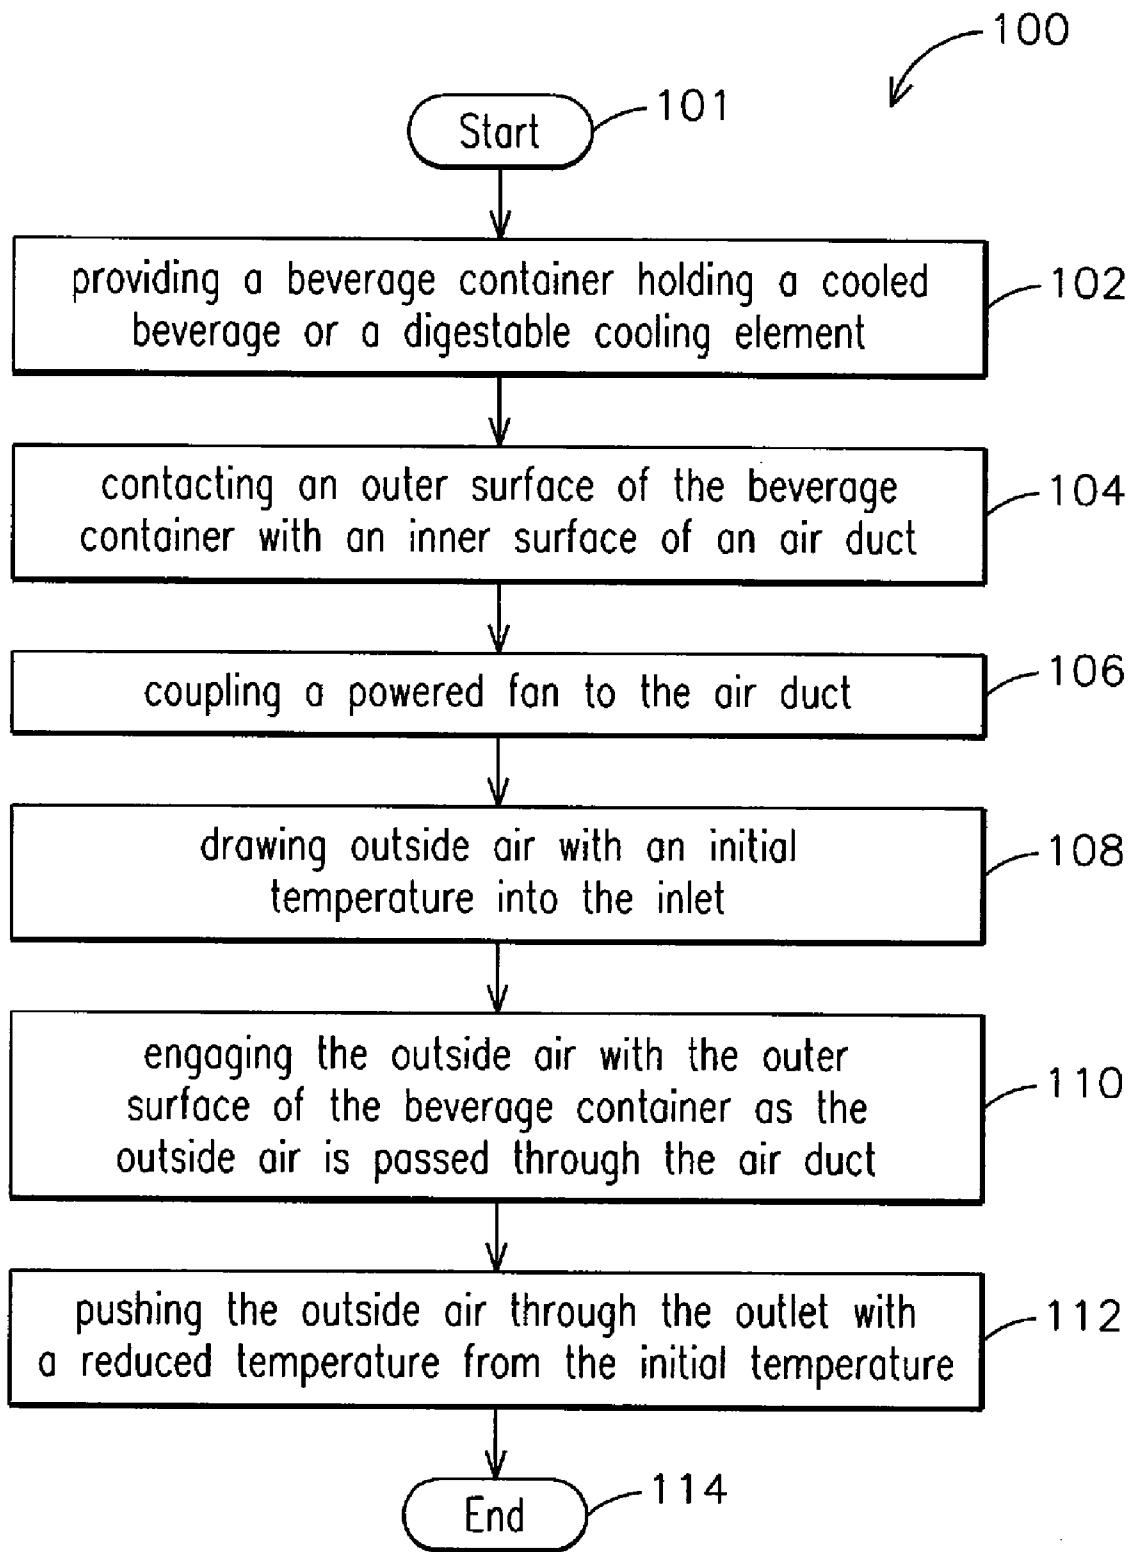 100
Start
101
providing a beverage container holding a cooled
beverage or a digestable cooling element
102
contacting an outer surface of the beverage
container with an inner surface of an air duct
104
coupling a powered fan to the air duct
106
drawing outside air with an initial
temperature into the inlet
108
engaging the outside air with the outer
surface of the beverage container as the
outside air is passed through the air duct
110
pushing the outside air through the outlet with
a reduced temperature from the initial temperature
112
End
114